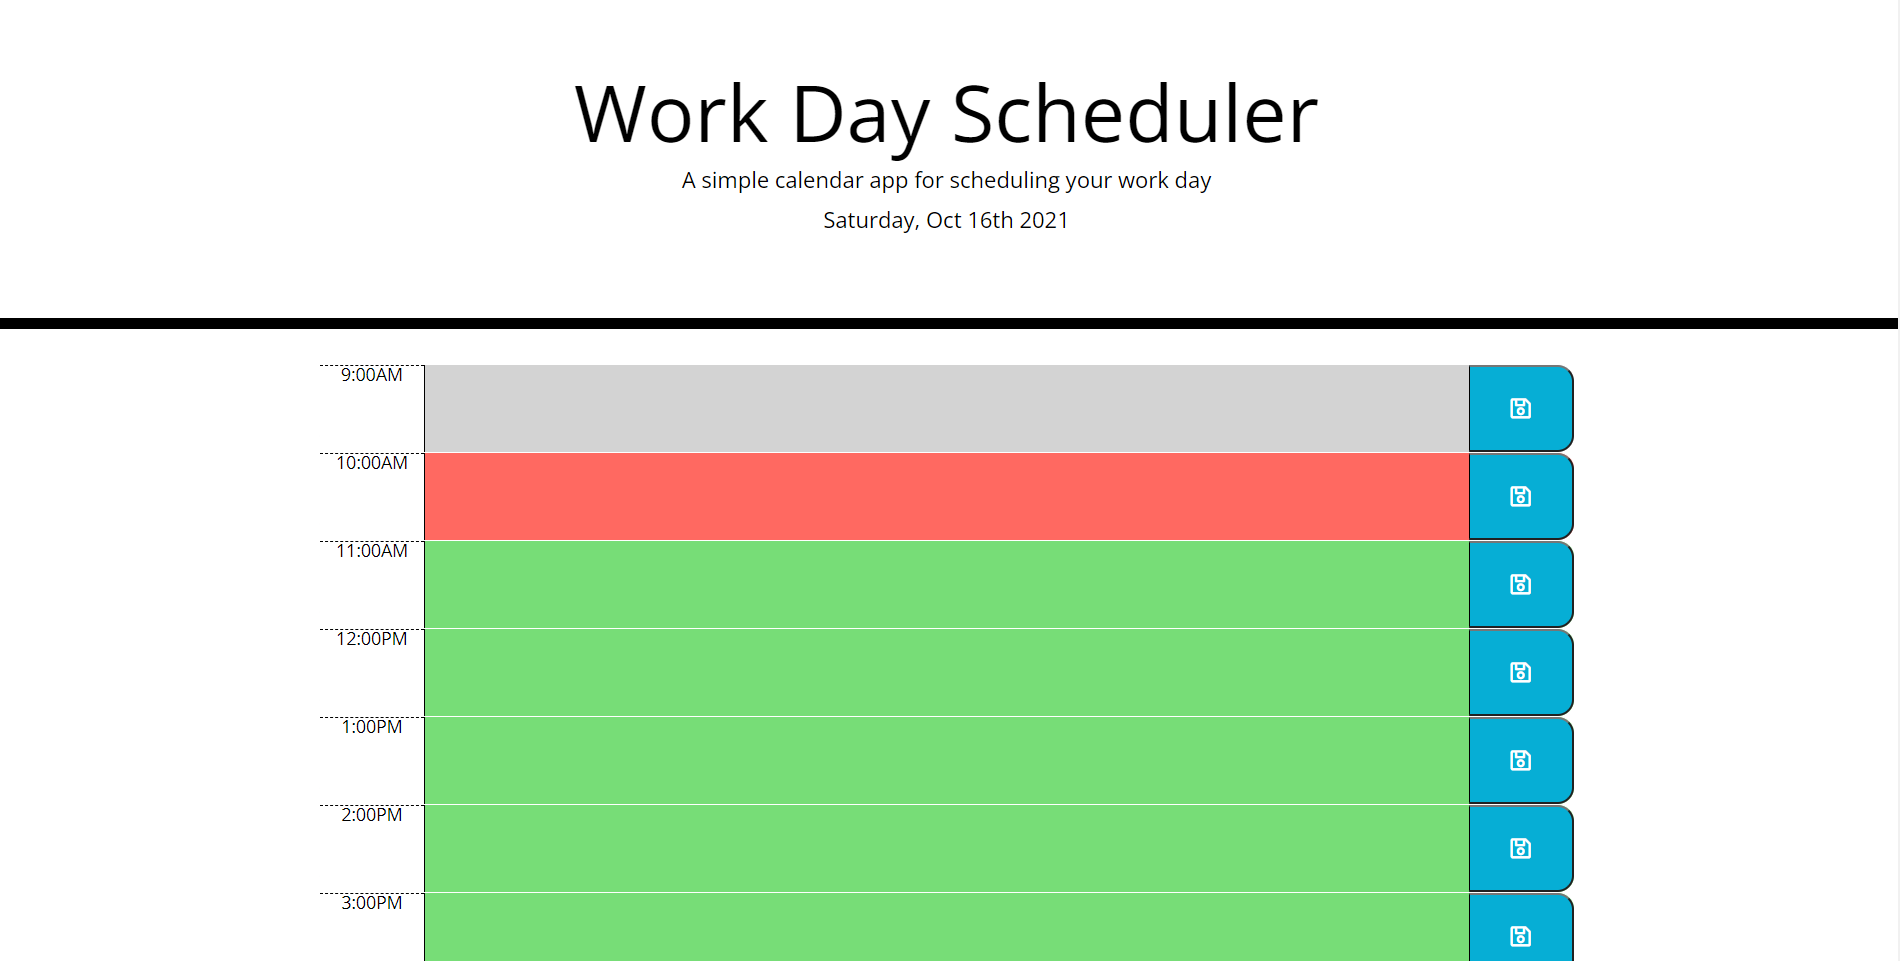 Work Day Scheduler
A simple calendar app for scheduling your work day
Saturday, Oct 16th 2021
9:00AM
10:00AM
11:00AM
12:00PM
1:00PM
2:00PM
3:00PM